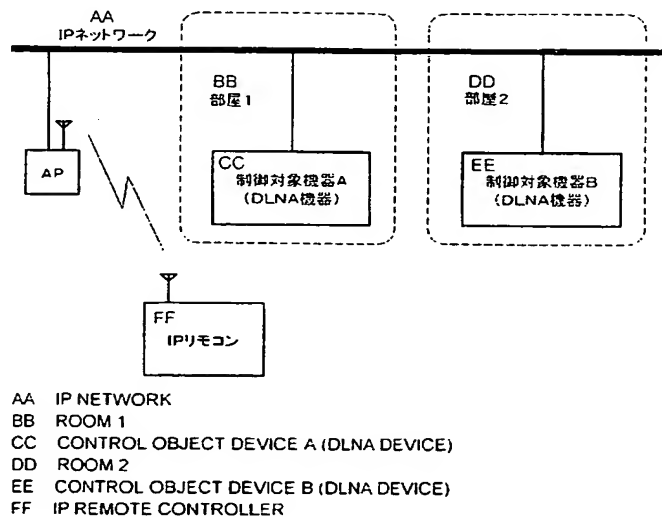 AA
IPネットワーク
BB
部屋1
DD
部屋2
AP
CC
制御対象機器A
(DLNA機器)
EE
制御対象機器B
(DLNA機器)
FF
IPリモコン
AA IP NETWORK
BB ROOM 1
CC CONTROL OBJECT DEVICE A (DLNA DEVICE)
DD ROOM 2
EE CONTROL OBJECT DEVICE B (DLNA DEVICE)
FF IP REMOTE CONTROLLER